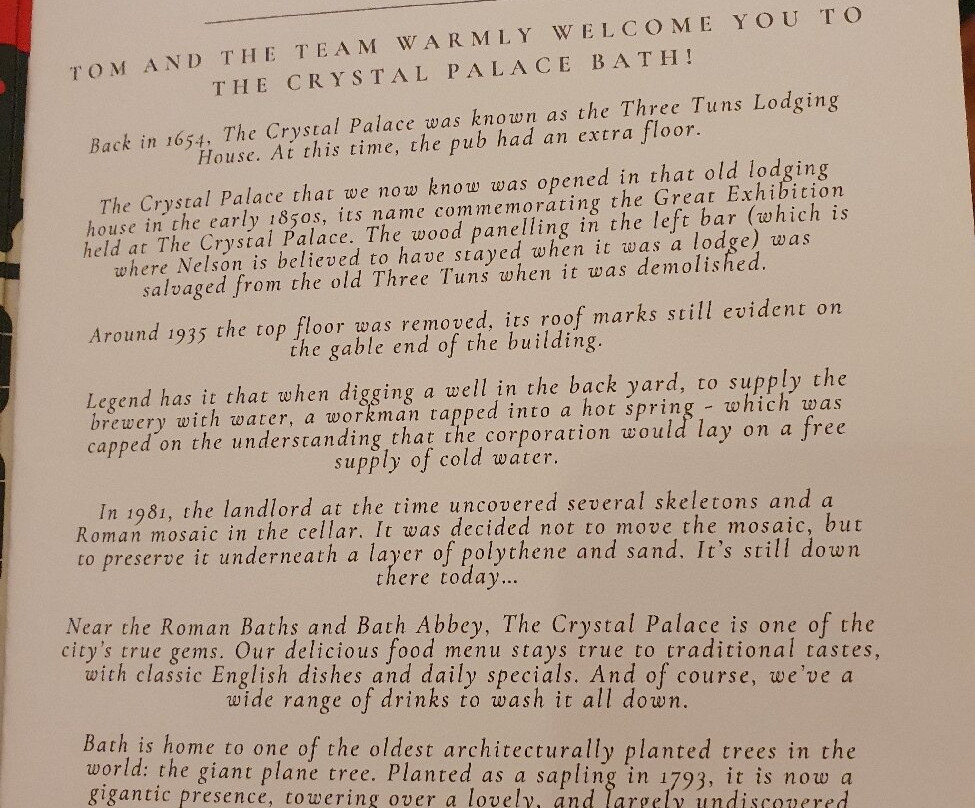 TOM AND THE TEAM WARMLY WELCOME YOU TO
THE CRYSTAL PALACE BATH!
Back in 1654, The Crystal Palace was known as the Three Tuns Lodging
House. At this time, the pub had an extra floor.
The Crystal Palace that we now know was opened in that old lodging
house in the early 1850s, its name commemorating the Great Exhibition
held at The Crystal Palace. The wood panelling in the left bar (which is
where Nelson is believed to have stayed when it was a lodge) was
salvaged from the old Three Tuns when it was demolished.
Around 1935 the top floor was removed, its roof marks still evident on
the gable end of the building.
Legend has it that when digging a well in the back yard, to supply the
brewery with water, a workman tapped into a hot spring - which was
capped on the understanding that the corporation would lay on a free
supply of cold water.
In 1981, the landlord at the time uncovered several skeletons and a
Roman mosaic in the cellar. It was decided not to move the mosaic, but
to preserve it underneath a layer of polythene and sand. It's still down
there today...
Near the Roman Baths and Bath Abbey, The Crystal Palace is one of the
city's true gems. Our delicious food menu stays true to traditional tastes,
with classic English dishes and daily specials. And of course, we've a
wide range of drinks to wash it all down.
Bath is home to one of the oldest architecturally planted trees in the
world: the giant plane tree. Planted as a sapling in 1793, it is now a
gigantic presence, towering over a lovely, and largely undiscovered